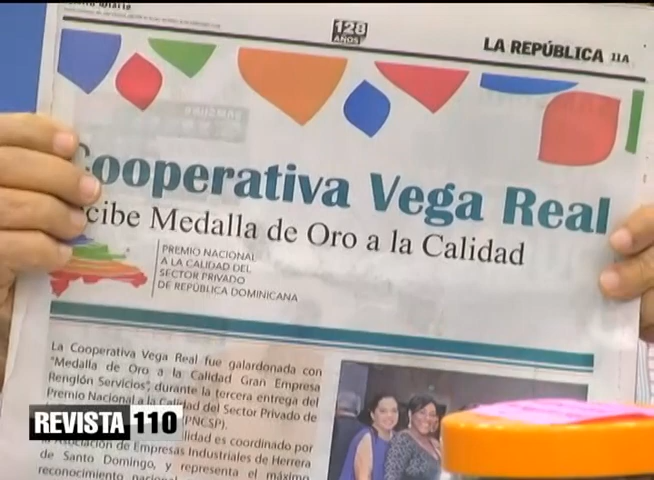 128
AÑOS
LA REPÚBLICA 11A
Cooperativa Vega Real
Recibe Medalla de Oro a la Calidad
PREMIO NACIONAL
A LA CALIDAD DEL
SECTOR PRIVADO
DE REPÚBLICA DOMINICANA
La Cooperativa Vega Real fue galardonada con
"Medalla de Oro a la Calidad Gran Empresa
Renglón Servicios", durante la tercera entrega del
Premio Nacional a la Calidad del Sector Privado de
(PNCSP).
lidad es coordinado por
la Asociación de Empresas Industriales de Herrera
de Santo Domingo, y representa el máximo
reconocimiento
REVISTA 110